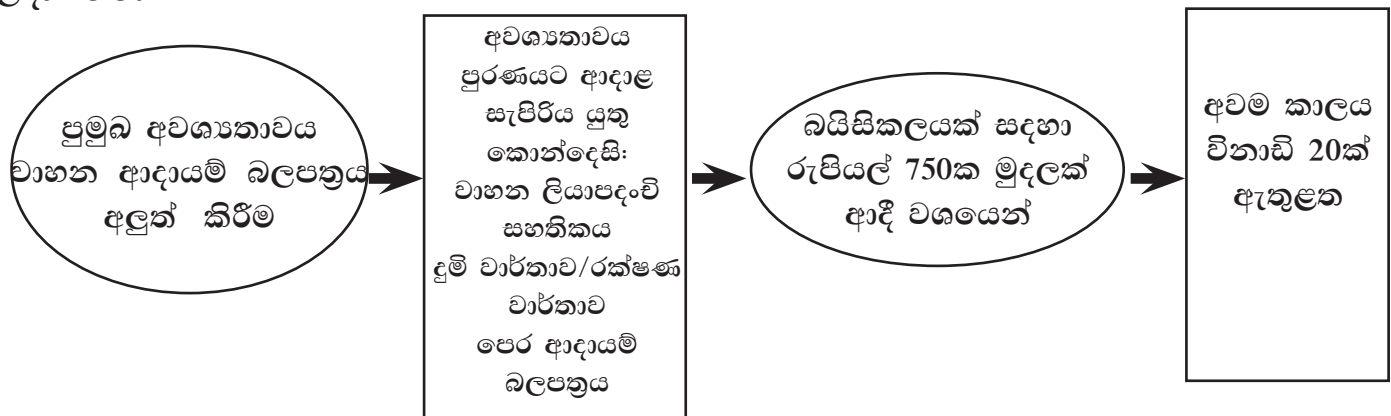 ප්‍රමුඛ අවශ්‍යතාවය
වාහන ආදායම් බලපත්‍රය
අලුත් කිරීම
අවශ්‍යතාවය
පුරණයට ආදාළ
සැපිරිය යුතු
කොන්දෙසි:
වාහන ලියාපදංචි
සහතිකය
දුමි වාර්තාව/රක්ෂණ
වාර්තාව
පෙර ආදායම්
බලපත්‍රය
බයිසිකලයක් සදහා
රුපියල් 750ක මුදලක්
ආදී වශයෙන්
අවම කාලය
විනාඩි 20ක්
ඇතුළත